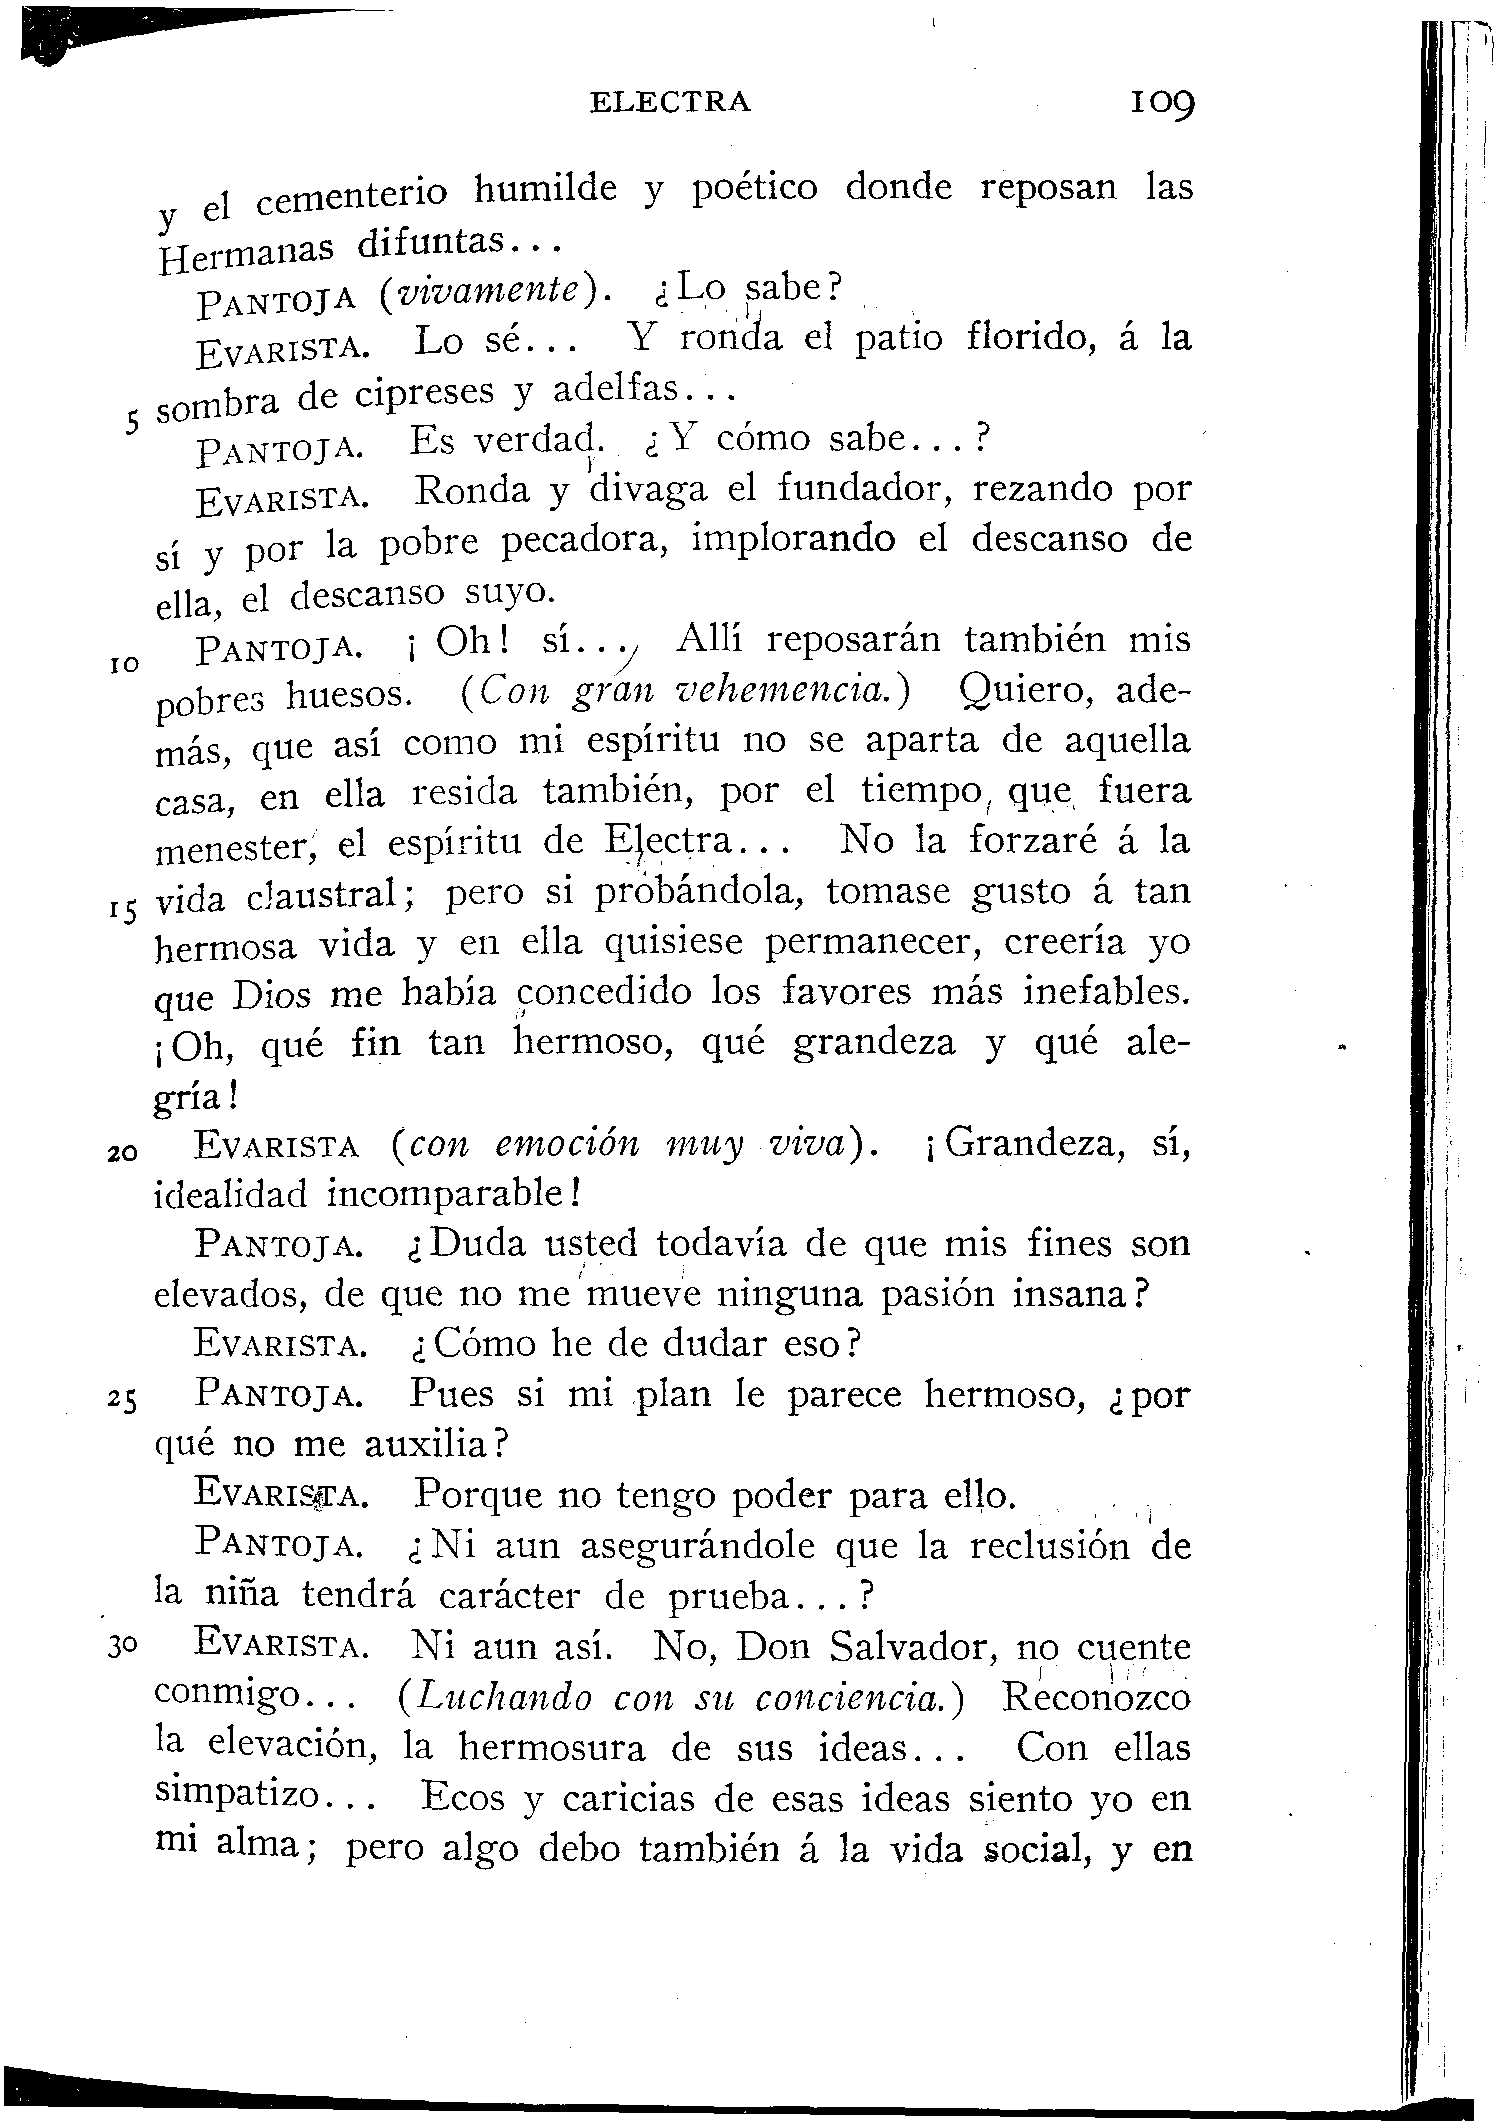 ELECTRA 109
y el cementerio humilde y poético donde reposan las
Hermanas difuntas...
PANTOJA (vivamente). ¿Lo sabe?
EVARISTA. Lo sé... Y ronda el patio florido, á la
5 sombra de cipreses y adelfas...
PANTOJA. Es verdad. ¿Y cómo sabe...?
EVARISTA. Ronda y divaga el fundador, rezando por
sí y por la pobre pecadora, implorando el descanso de
ella, el descanso suyo.
10 PANTOJA. ¡Oh! sí... Allí reposarán también mis
pobres huesos. (Con gran vehemencia.) Quiero, ade-
más, que así como mi espíritu no se aparta de aquella
casa, en ella resida también, por el tiempo que fuera
menester, el espíritu de Electra... No la forzaré á la
15 vida claustral; pero si probándola, tomase gusto á tan
hermosa vida y en ella quisiese permanecer, creería yo
que Dios me había concedido los favores más inefables.
¡Oh, qué fin tan hermoso, qué grandeza y qué ale-
gría!
20 EVARISTA (con emoción muy viva). ¡Grandeza, sí,
idealidad incomparable!
PANTOJA. ¿Duda usted todavía de que mis fines son
elevados, de que no me mueve ninguna pasión insana?
EVARISTA. ¿Cómo he de dudar eso?
25 PANTOJA. Pues si mi plan le parece hermoso, ¿por
qué no me auxilia?
EVARISTA. Porque no tengo poder para ello.
PANTOJA. ¿Ni aun asegurándole que la reclusión de
la niña tendrá carácter de prueba...?
30 EVARISTA. Ni aun así. No, Don Salvador, no cuente
conmigo... (Luchando con su conciencia.) Reconozco
la elevación, la hermosura de sus ideas... Con ellas
simpatizo... Ecos y caricias de esas ideas siento yo en
mi alma; pero algo debo también á la vida social, y en